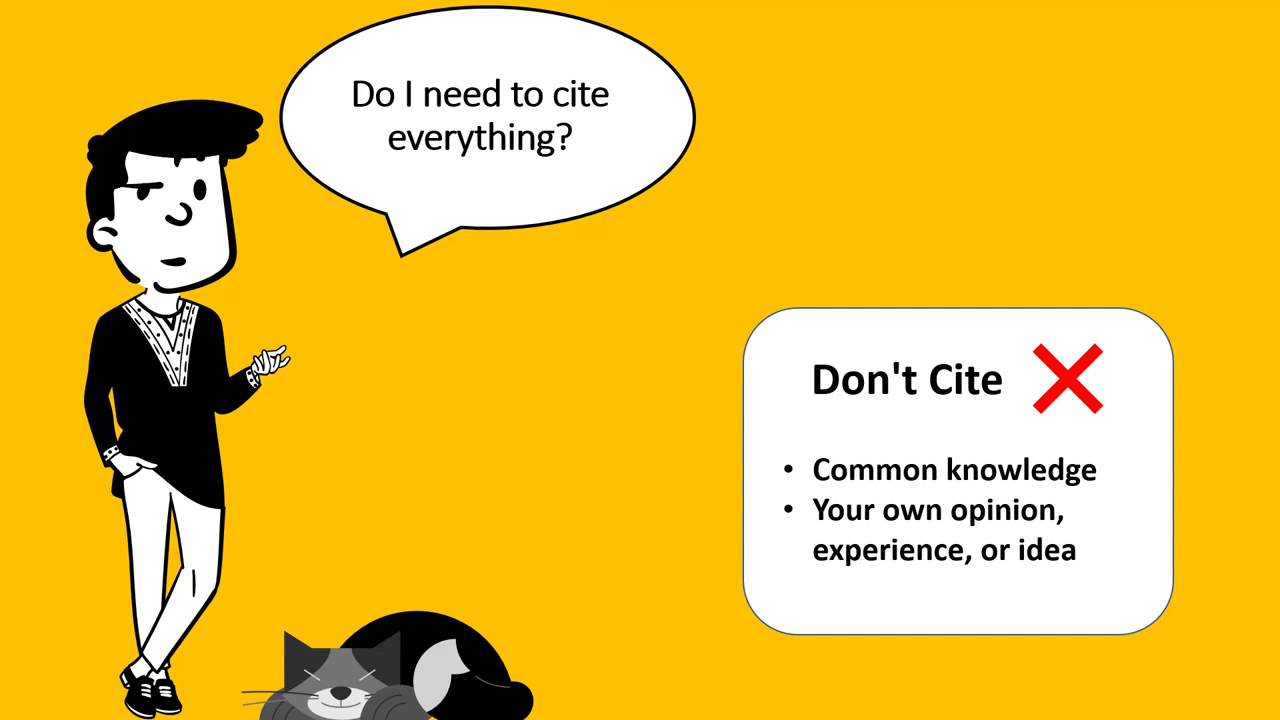 Do I need to cite
everything?
Don't Cite
• Common knowledge
• Your own opinion,
experience, or idea